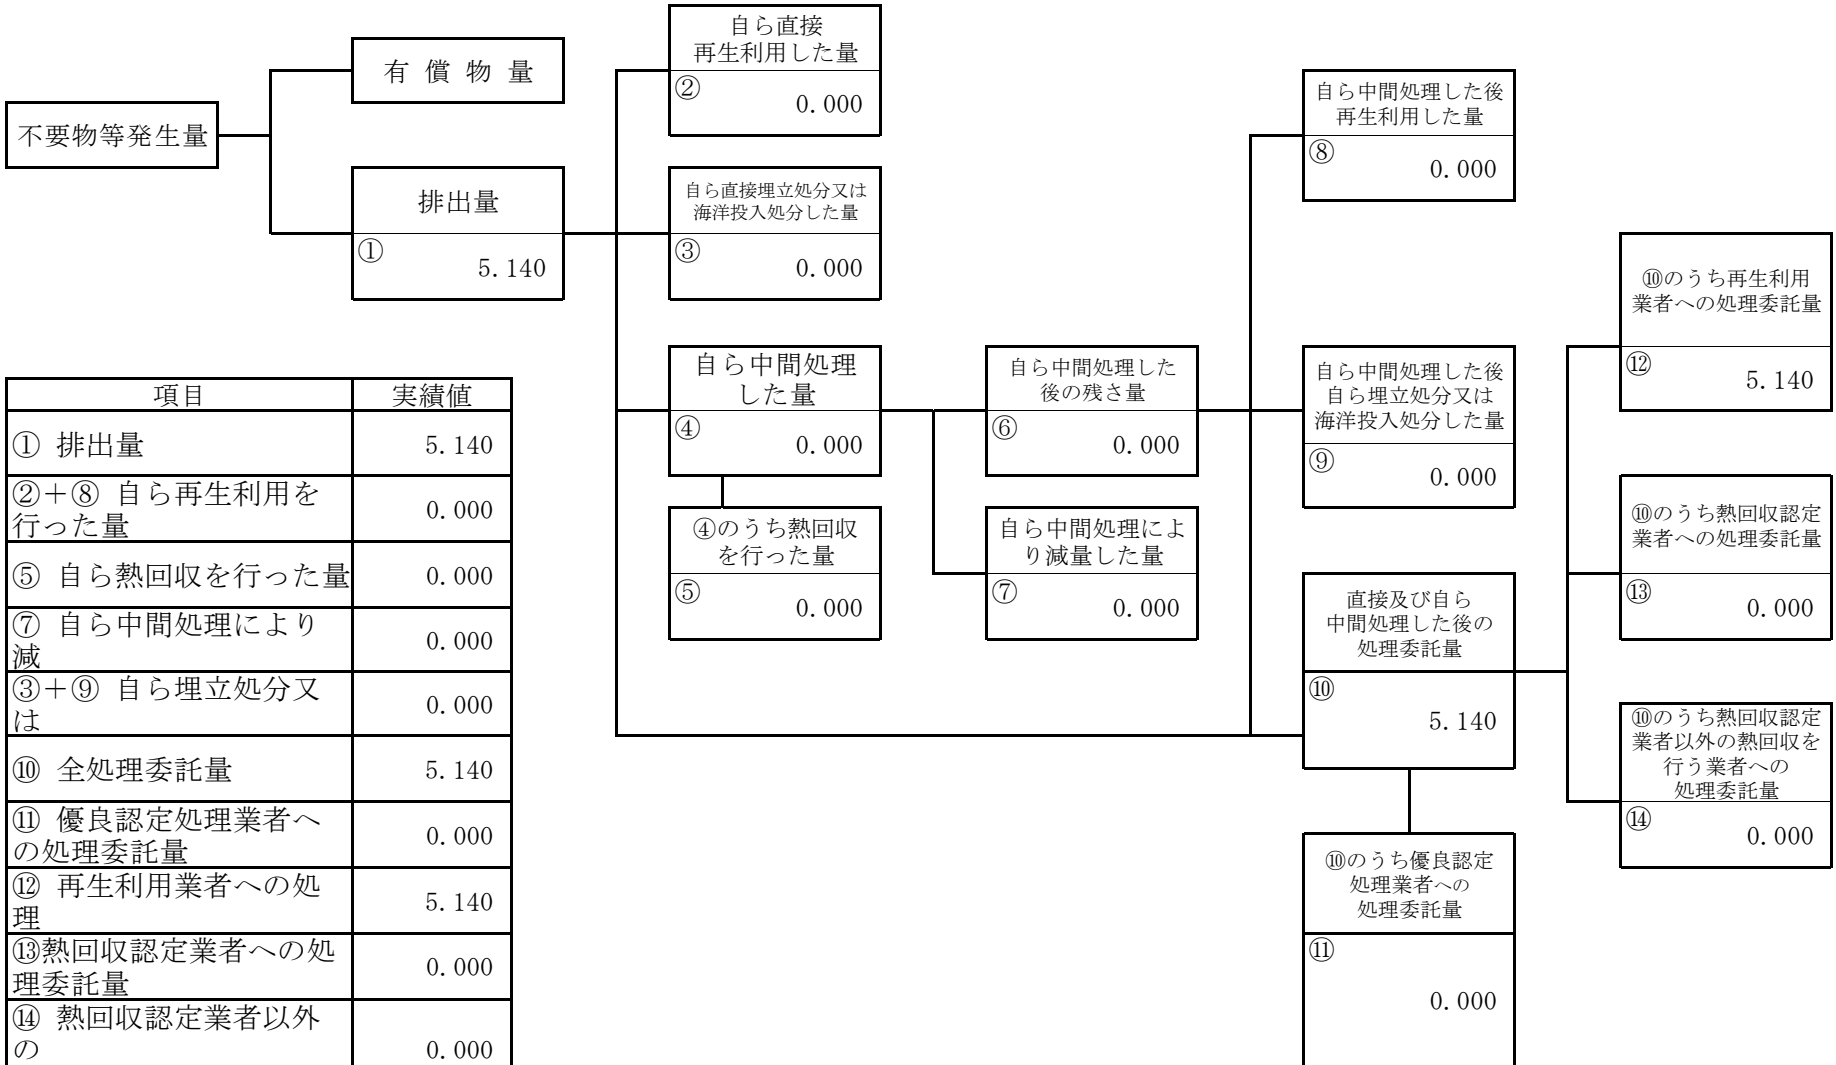 自ら直接
再生利用した量
②
0.000
有 償 物 量
不要物等発生量
排出量
①
5.140
自ら直接埋立処分又は
海洋投入処分した量
③
0.000
自ら中間処理した後
再生利用した量
⑧
0.000
⑩のうち再生利用
業者への処理委託量
⑫
5.140
自ら中間処理
した量
④
0.000
自ら中間処理した
後の残さ量
⑥
0.000
自ら中間処理した後
自ら埋立処分又は
海洋投入処分した量
⑨
0.000
④のうち熱回収
を行った量
⑤
0.000
自ら中間処理によ
り減量した量
⑦
0.000
⑩のうち熱回収認定
業者への処理委託量
⑬
0.000
直接及び自ら
中間処理した後の
処理委託量
⑩
5.140
⑩のうち熱回収認定
業者以外の熱回収を
行う業者への
処理委託量
⑭
0.000
⑩のうち優良認定
処理業者への
処理委託量
⑪
0.000
項目 実績値
① 排出量 5.140
②+⑧ 自ら再生利用を
行った量 0.000
⑤ 自ら熱回収を行った量 0.000
⑦ 自ら中間処理により
減 0.000
③+⑨ 自ら埋立処分又
は 0.000
⑩ 全処理委託量 5.140
⑪ 優良認定処理業者へ
の処理委託量 0.000
⑫ 再生利用業者への処
理 5.140
⑬熱回収認定業者への処
理委託量 0.000
⑭ 熱回収認定業者以外
の 0.000